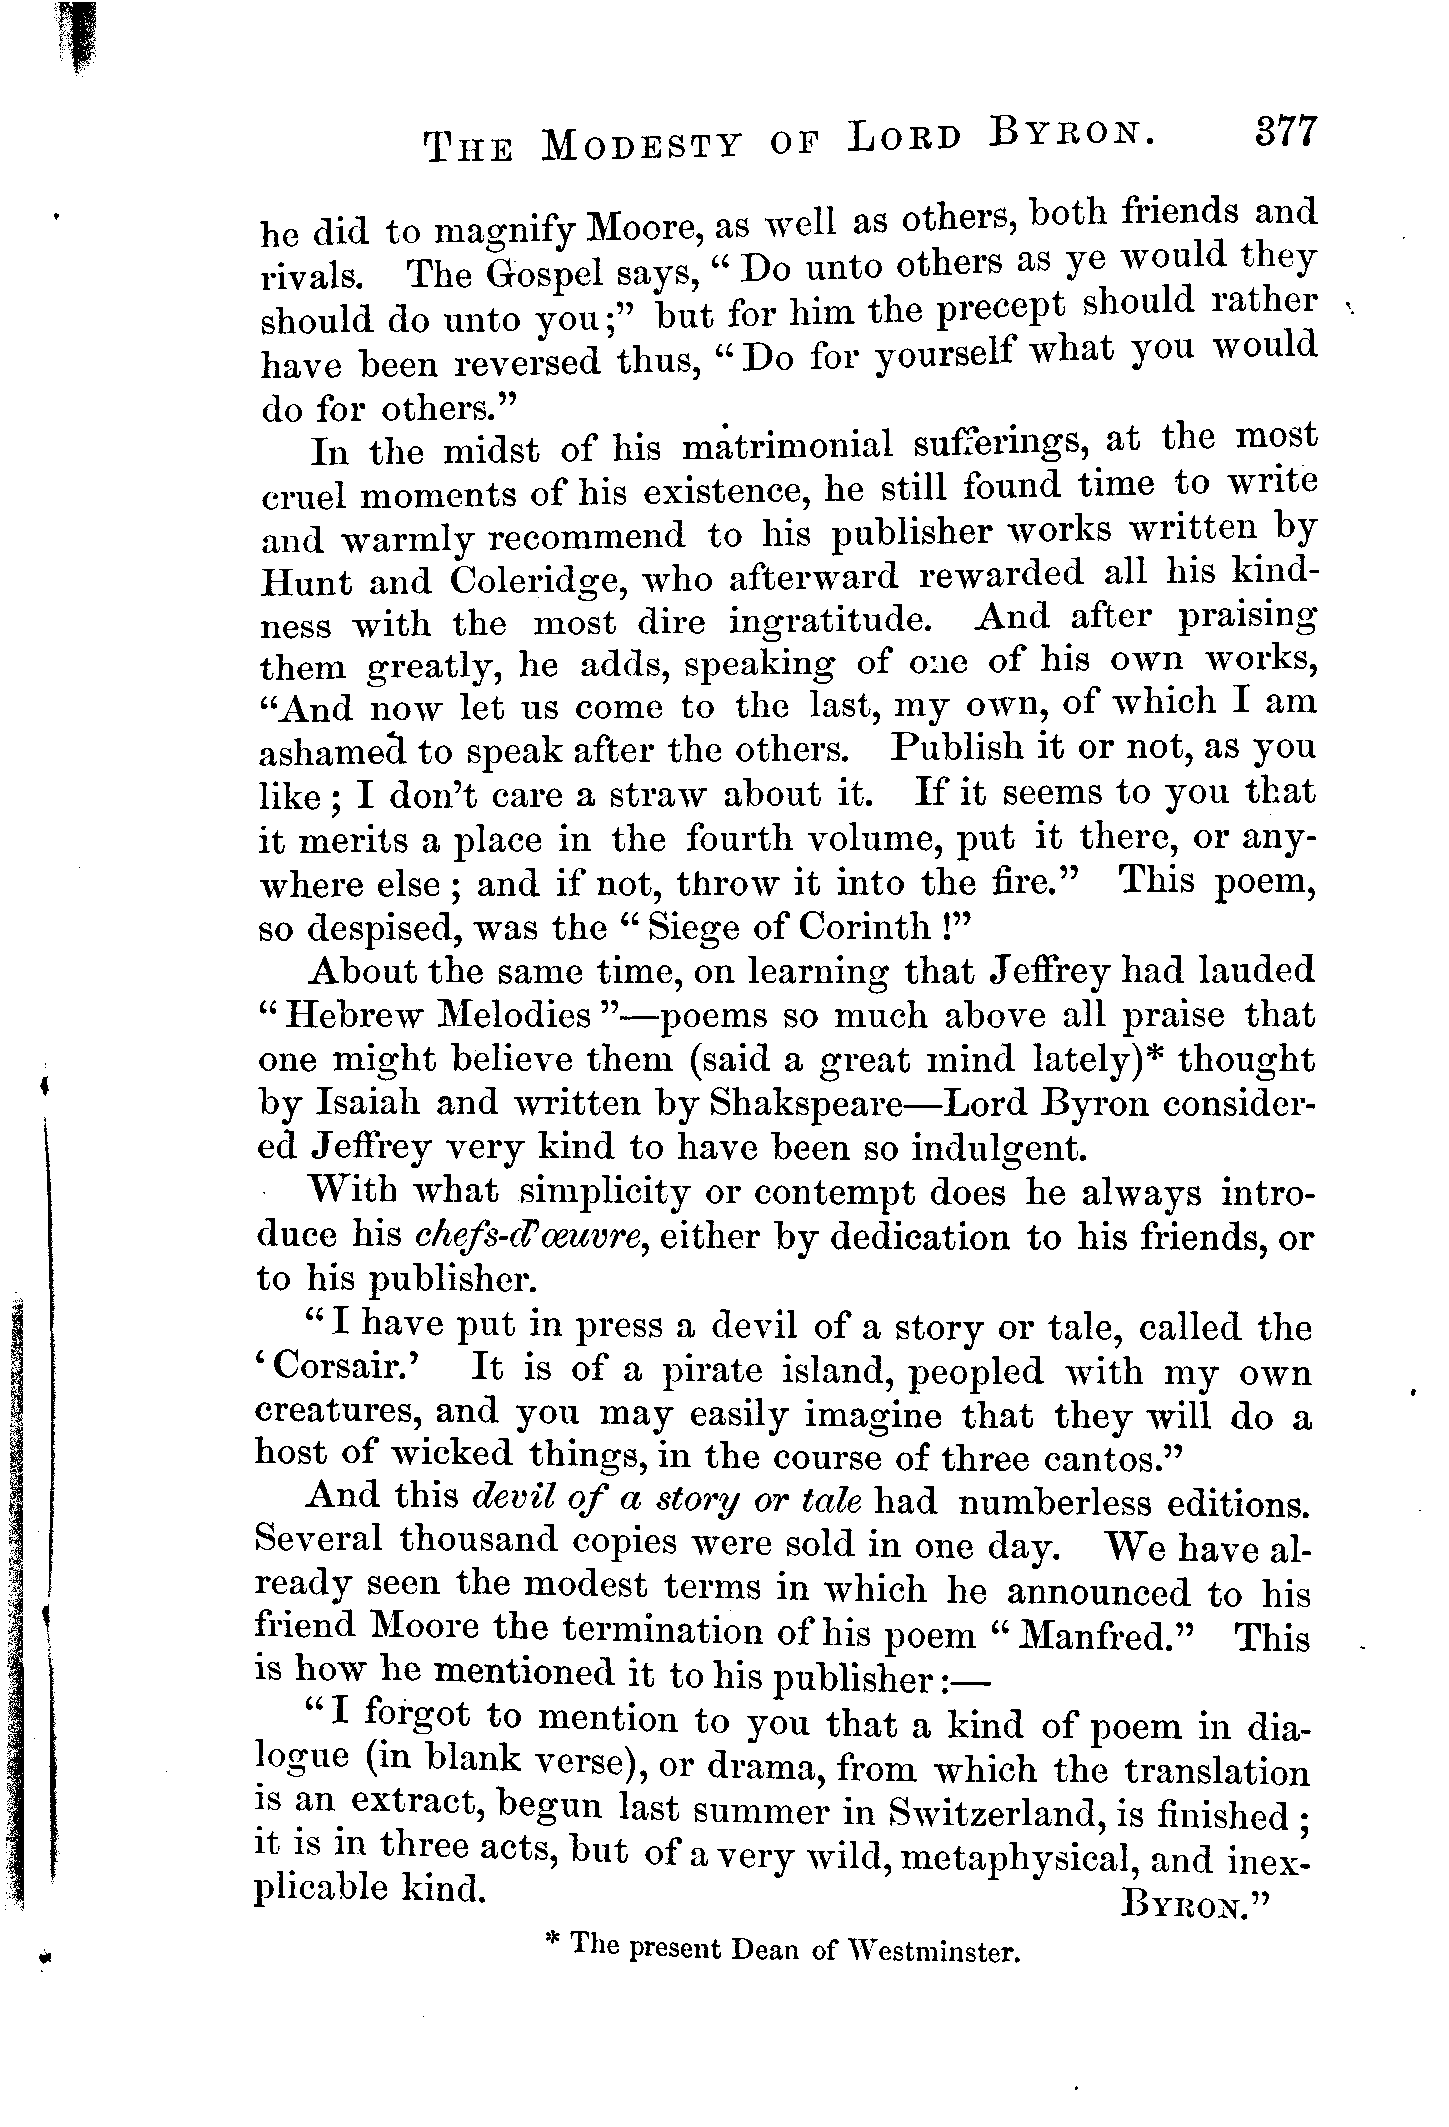 THE MODESTY OF LORD BYRON. 377
he did to magnify Moore, as well as others, both friends and
rivals. The Gospel says, “Do unto others as ye would they
should do unto you;” but for him the precept should rather
have been reversed thus, “Do for yourself what you would
do for others.”
In the midst of his matrimonial sufferings, at the most
cruel moments of his existence, he still found time to write
and warmly recommend to his publisher works written by
Hunt and Coleridge, who afterward rewarded all his kind-
ness with the most dire ingratitude. And after praising
them greatly, he adds, speaking of one of his own works,
“And now let us come to the last, my own, of which I am
ashamed to speak after the others. Publish it or not, as you
like; I don’t care a straw about it. If it seems to you that
it merits a place in the fourth volume, put it there, or any-
where else; and if not, throw it into the fire.” This poem,
so despised, was the “Siege of Corinth!”
About the same time, on learning that Jeffrey had lauded
“Hebrew Melodies”—poems so much above all praise that
one might believe them (said a great mind lately)* thought
by Isaiah and written by Shakspeare—Lord Byron consider-
ed Jeffrey very kind to have been so indulgent.
With what simplicity or contempt does he always intro-
duce his chefs-d’œuvre, either by dedication to his friends, or
to his publisher.
“I have put in press a devil of a story or tale, called the
‘Corsair.’ It is of a pirate island, peopled with my own
creatures, and you may easily imagine that they will do a
host of wicked things, in the course of three cantos.”
And this devil of a story or tale had numberless editions.
Several thousand copies were sold in one day. We have al-
ready seen the modest terms in which he announced to his
friend Moore the termination of his poem “Manfred.” This
is how he mentioned it to his publisher:—
“I forgot to mention to you that a kind of poem in dia-
logue (in blank verse), or drama, from which the translation
is an extract, begun last summer in Switzerland, is finished;
it is in three acts, but of a very wild, metaphysical, and inex-
plicable kind. BYRON.”
* The present Dean of Westminster.